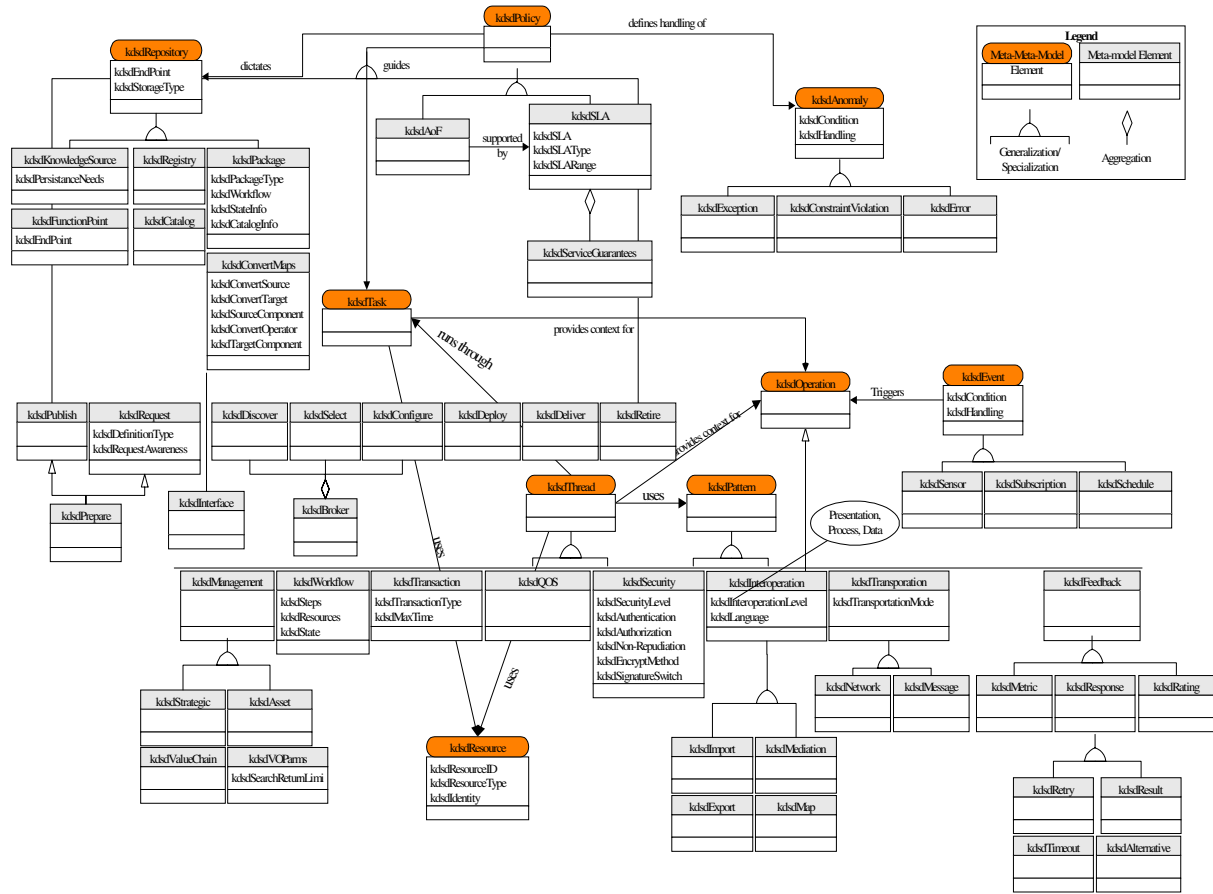 kdsdPolicy
defines handling of
Legend
Meta-Meta-Model
Element
Meta-model Element
Generalization/
Specialization
Aggregation
kdsdRepository
kdsdEndPoint
kdsdStorageType
dictates
guides
kdsdAnomaly
kdsdCondition
kdsdHandling
kdsdAoF
supported
by
kdsdSLA
kdsdSLA
kdsdSLAType
kdsdSLARange
kdsdKnowledgeSource
kdsdPersistanceNeeds
kdsdRegistry
kdsdPackage
kdsdPackageType
kdsdWorkflow
kdsdStateInfo
kdsdCatalogInfo
kdsdFunctionPoint
kdsdEndPoint
kdsdCatalog
kdsdException
kdsdConstraintViolation
kdsdError
kdsdServiceGuarantees
kdsdConvertMaps
kdsdConvertSource
kdsdConvertTarget
kdsdSourceComponent
kdsdConvertOperator
kdsdTargetComponent
kdsdTask
runs through
provides context for
kdsdOperation
Triggers
kdsdEvent
kdsdCondition
kdsdHandling
kdsdPublish
kdsdRequest
kdsdDefinitionType
kdsdRequestAwareness
kdsdDiscover
kdsdSelect
kdsdConfigure
kdsdDeploy
kdsdDeliver
kdsdRetire
provides context for
kdsdPrepare
kdsdInterface
kdsdBroker
kdsdThread
uses
kdsdPattern
kdsdSensor
kdsdSubscription
kdsdSchedule
Presentation,
Process, Data
uses
kdsdManagement
kdsdWorkflow
kdsdSteps
kdsdResources
kdsdState
kdsdTransaction
kdsdTransactionType
kdsdMaxTime
kdsdQOS
kdsdSecurity
kdsdSecurityLevel
kdsdAuthentication
kdsdAuthorization
kdsdNon-Repudiation
kdsdEncryptMethod
kdsdSignatureSwitch
kdsdInteroperation
kdsdInteroperationLevel
kdsdLanguage
kdsdTransporation
kdsdTransportationMode
kdsdFeedback
uses
kdsdStrategic
kdsdAsset
kdsdValueChain
kdsdVOParms
kdsdSearchReturnLimi
kdsdResource
kdsdResourceID
kdsdResourceType
kdsdIdentity
kdsdNetwork
kdsdMessage
kdsdMetric
kdsdResponse
kdsdRating
kdsdImport
kdsdMediation
kdsdExport
kdsdMap
kdsdRetry
kdsdResult
kdsdTimeout
kdsdAlternative